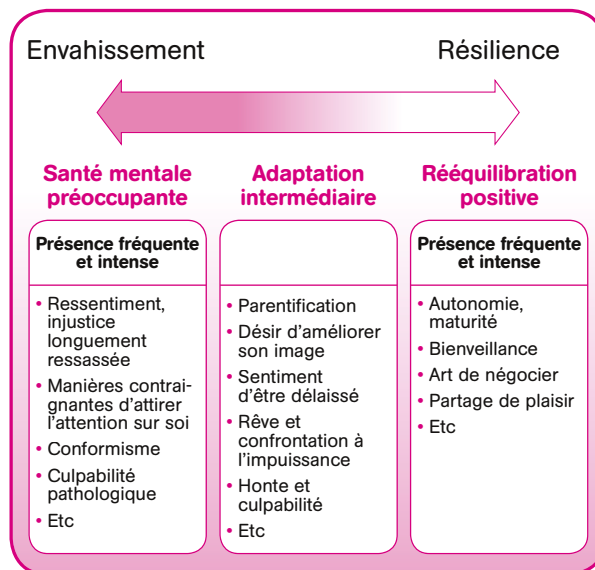 Envahissement
Résilience
Santé mentale
préoccupante
Adaptation
intermédiaire
Rééquilibration
positive
Présence fréquente
et intense
• Ressentiment,
injustice
longuement
ressassée
• Manières contrai-
gnantes d'attirer
l'attention sur soi
• Conformisme
• Culpabilité
pathologique
• Etc
• Parentification
• Désir d'améliorer
son image
• Sentiment
d'être délaissé
• Rêve et
confrontation à
l'impuissance
• Honte et
culpabilité
• Etc
Présence fréquente
et intense
• Autonomie,
maturité
• Bienveillance
• Art de négocier
• Partage de plaisir
• Etc